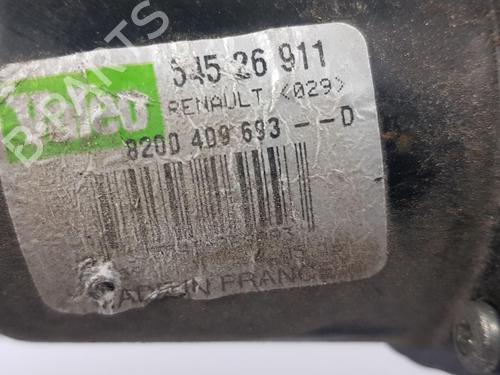 Valeo
545 26 911
RENAULT <029>
8200 409 693 -- D
MADE IN FRANCE
B-PARTS